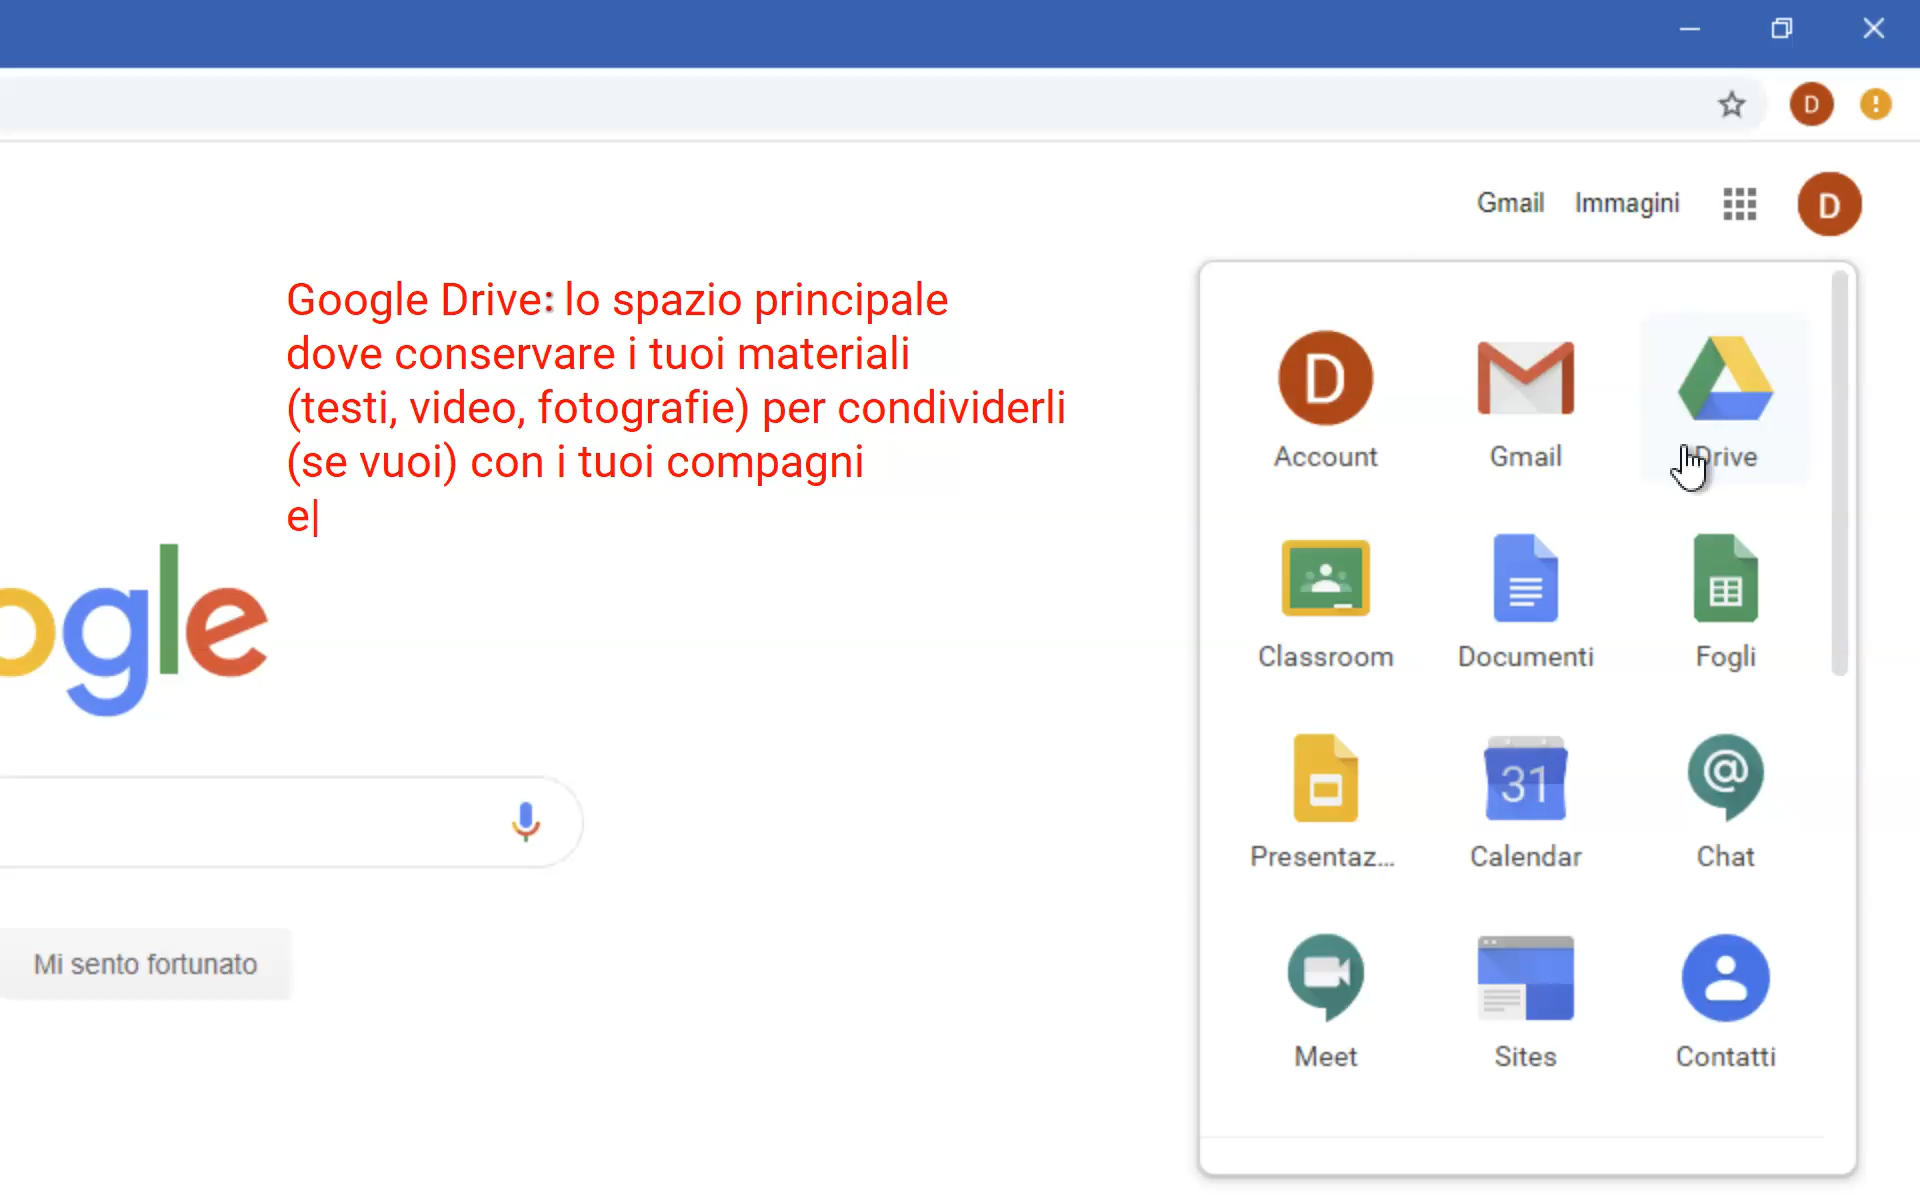 D
Gmail Immagini
D
Google Drive: lo spazio principale
dove conservare i tuoi materiali
(testi, video, fotografie) per condividerli
(se vuoi) con i tuoi compagni
e
ogle
Mi sento fortunato
D
Account
Gmail
Drive
Classroom
Documenti
Fogli
Presentaz...
31
Calendar
@
Chat
Meet
Sites
Contatti